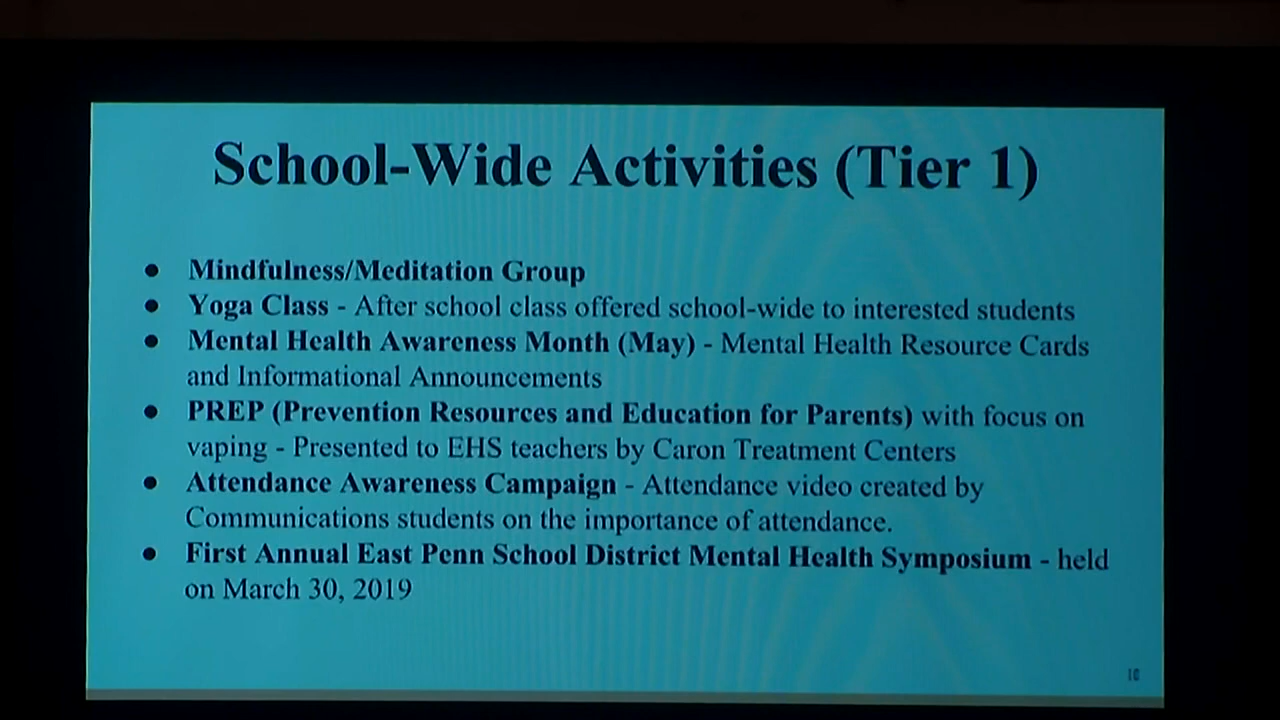 School-Wide Activities (Tier 1)
● Mindfulness/Meditation Group
● Yoga Class - After school class offered school-wide to interested students
● Mental Health Awareness Month (May) - Mental Health Resource Cards
and Informational Announcements
● PREP (Prevention Resources and Education for Parents) with focus on
vaping - Presented to EHS teachers by Caron Treatment Centers
● Attendance Awareness Campaign - Attendance video created by
Communications students on the importance of attendance.
● First Annual East Penn School District Mental Health Symposium - held
on March 30, 2019